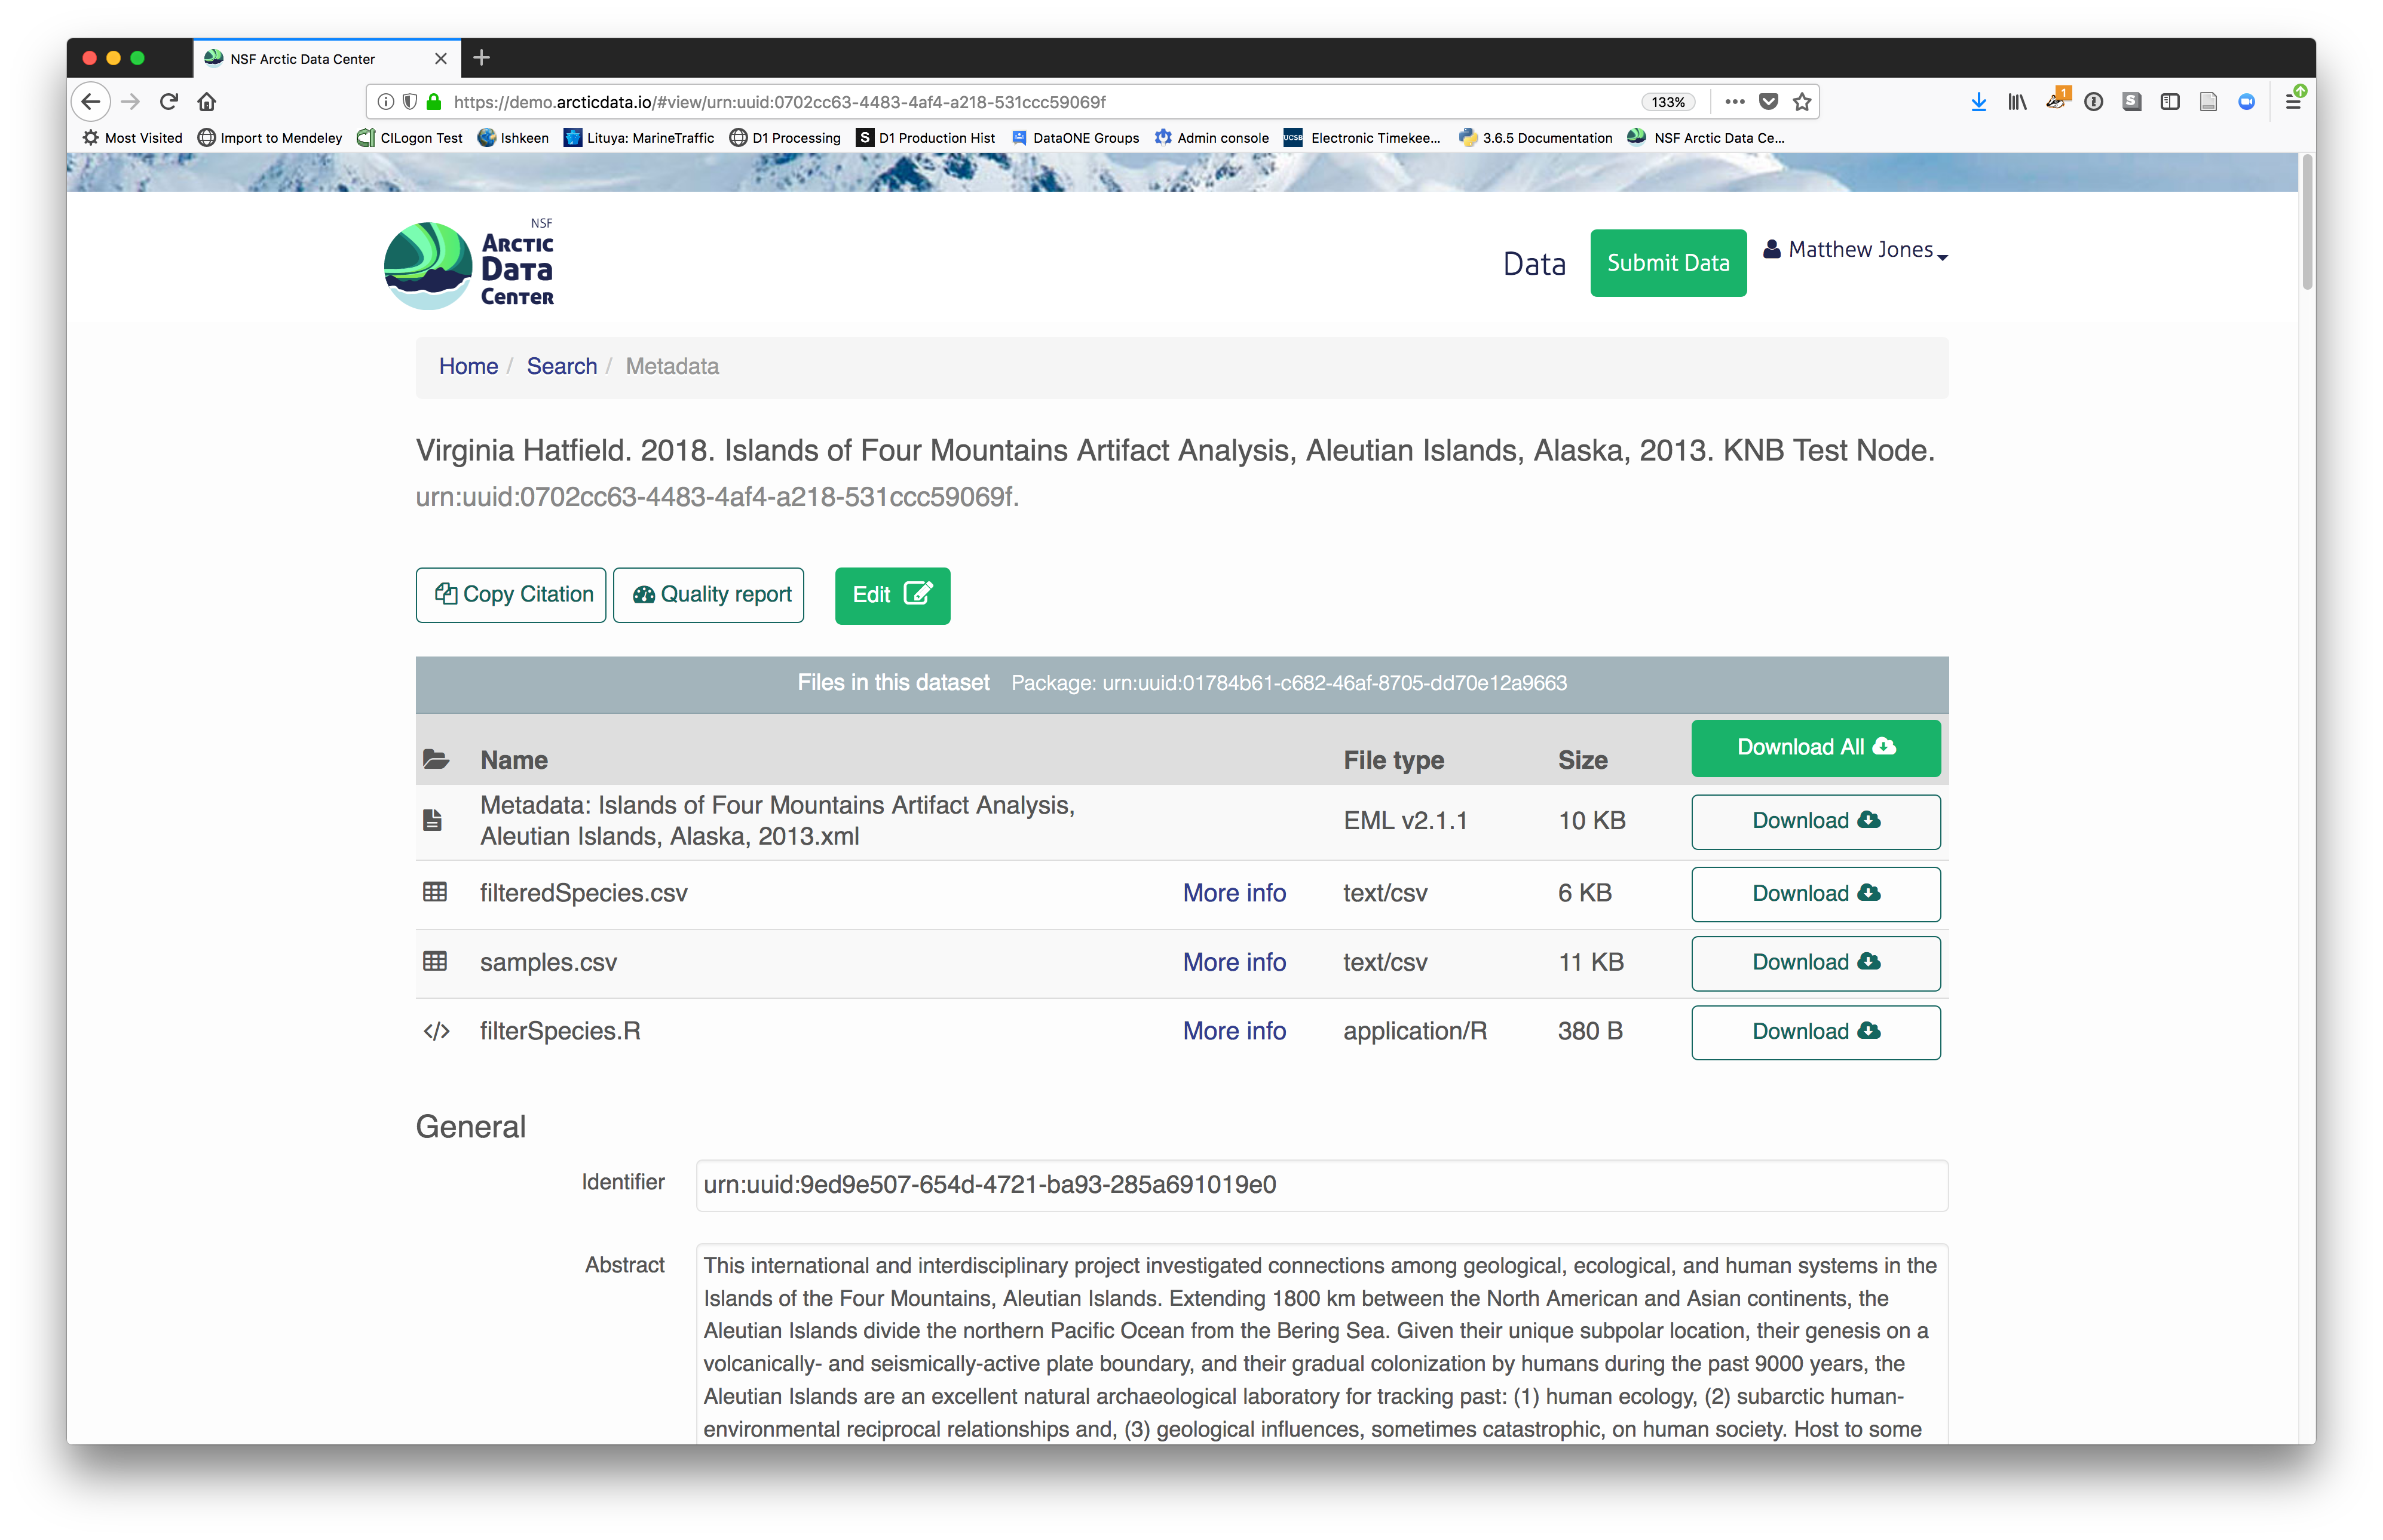 NSF Arctic Data Center
https://demo.arcticdata.io/#view/urn:uuid:0702cc63-4483-4af4-a218-531ccc59069f
133%
1
Most Visited
Import to Mendeley
CILogon Test
Ishkeen
Lituya: MarineTraffic
D1 Processing
S
D1 Production Hist
DataONE Groups
Admin console
UCSB
Electronic Timekee...
3.6.5 Documentation
NSF Arctic Data Ce...
NSF
ARCTIC
DATA
CENTER
Data
Submit Data
Matthew Jones
Home / Search / Metadata
Virginia Hatfield. 2018. Islands of Four Mountains Artifact Analysis, Aleutian Islands, Alaska, 2013. KNB Test Node.
urn:uuid:0702cc63-4483-4af4-a218-531ccc59069f.
Copy Citation
Quality report
Edit
Files in this dataset Package: urn:uuid:01784b61-c682-46af-8705-dd70e12a9663
Name File type Size Download All
Metadata: Islands of Four Mountains Artifact Analysis,
Aleutian Islands, Alaska, 2013.xml
EML v2.1.1 10 KB Download
filteredSpecies.csv More info text/csv 6 KB Download
samples.csv More info text/csv 11 KB Download
filterSpecies.R More info application/R 380 B Download
General
Identifier urn:uuid:9ed9e507-654d-4721-ba93-285a691019e0
Abstract This international and interdisciplinary project investigated connections among geological, ecological, and human systems in the
Islands of the Four Mountains, Aleutian Islands. Extending 1800 km between the North American and Asian continents, the
Aleutian Islands divide the northern Pacific Ocean from the Bering Sea. Given their unique subpolar location, their genesis on a
volcanically- and seismically-active plate boundary, and their gradual colonization by humans during the past 9000 years, the
Aleutian Islands are an excellent natural archaeological laboratory for tracking past: (1) human ecology, (2) subarctic human-
environmental reciprocal relationships and, (3) geological influences, sometimes catastrophic, on human society. Host to some